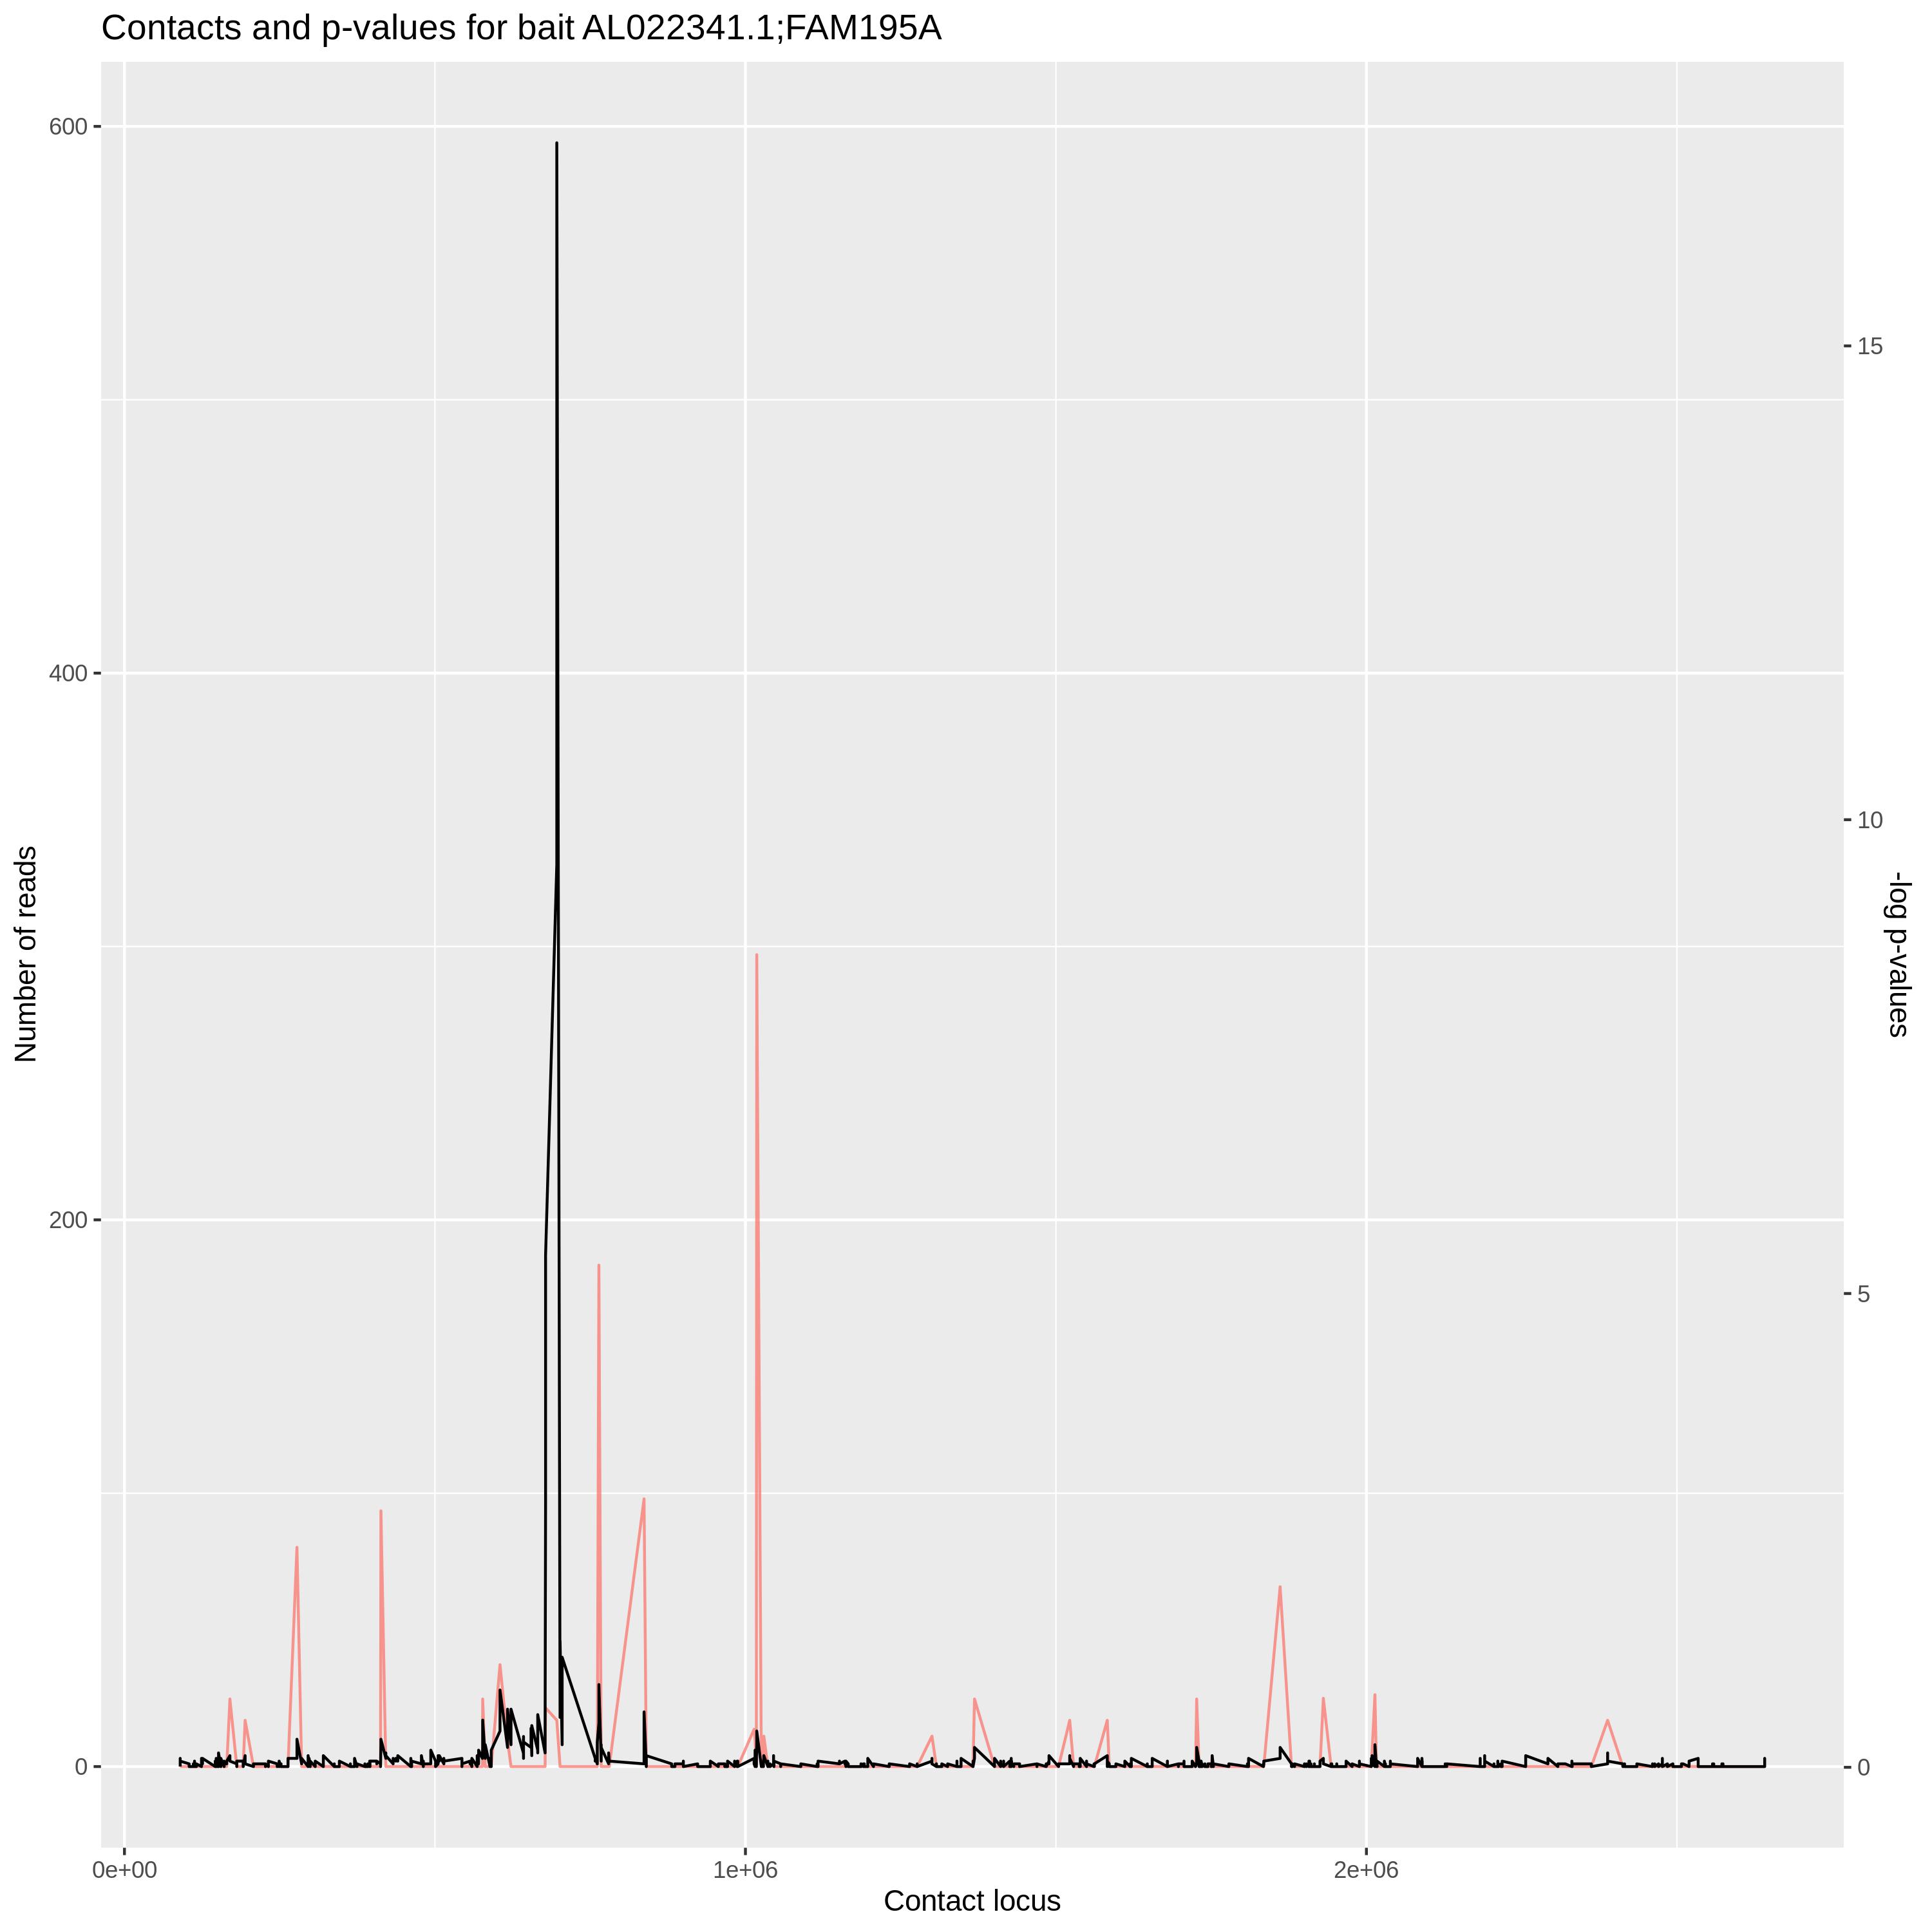 Contacts and p-values for bait AL022341.1;FAM195A
600
400
200
0
Number of reads
15
10
5
0
-log p-values
0e+00
1e+06
2e+06
Contact locus